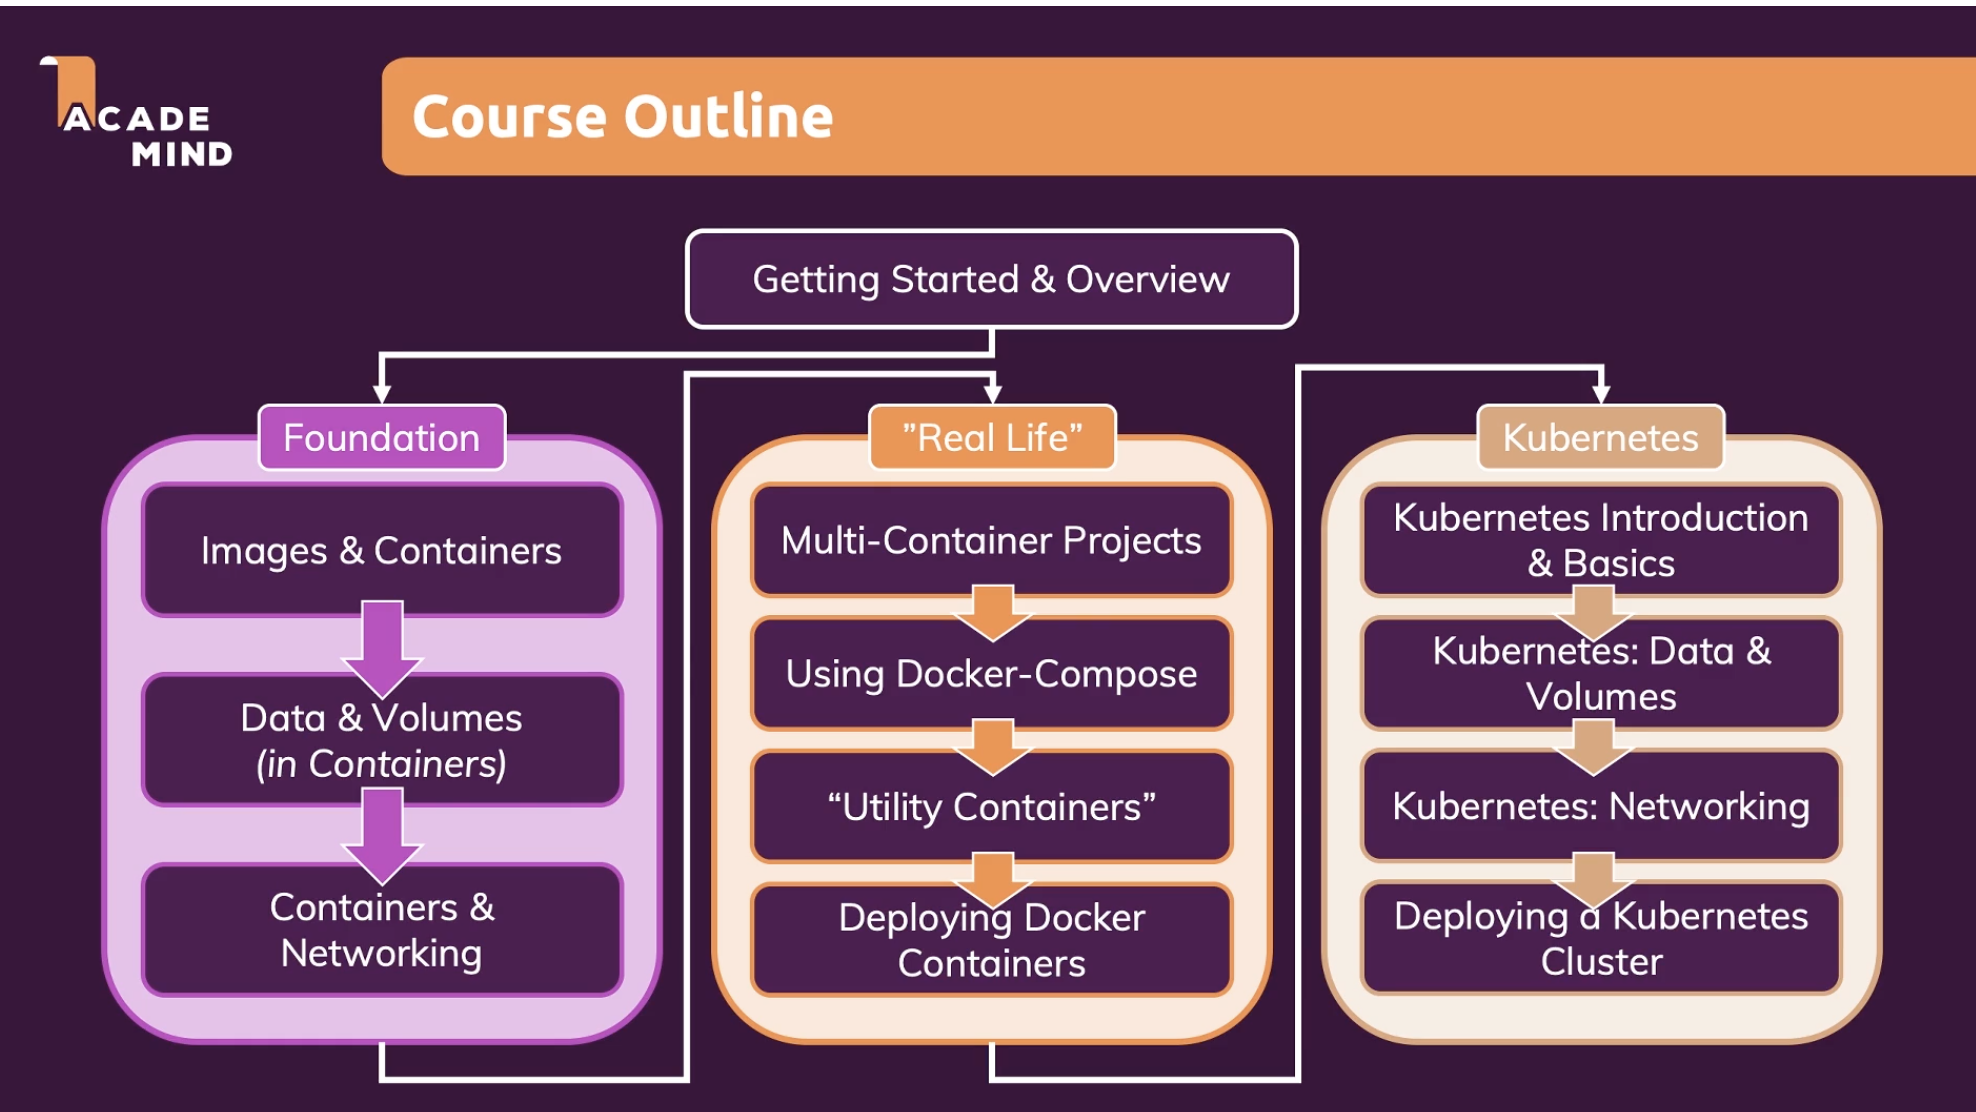 ACADE
MIND
Course Outline
Getting Started & Overview
Foundation
Images & Containers
Data & Volumes
(in Containers)
Containers &
Networking
”Real Life”
Multi-Container Projects
Using Docker-Compose
“Utility Containers”
Deploying Docker
Containers
Kubernetes
Kubernetes Introduction
& Basics
Kubernetes: Data &
Volumes
Kubernetes: Networking
Deploying a Kubernetes
Cluster